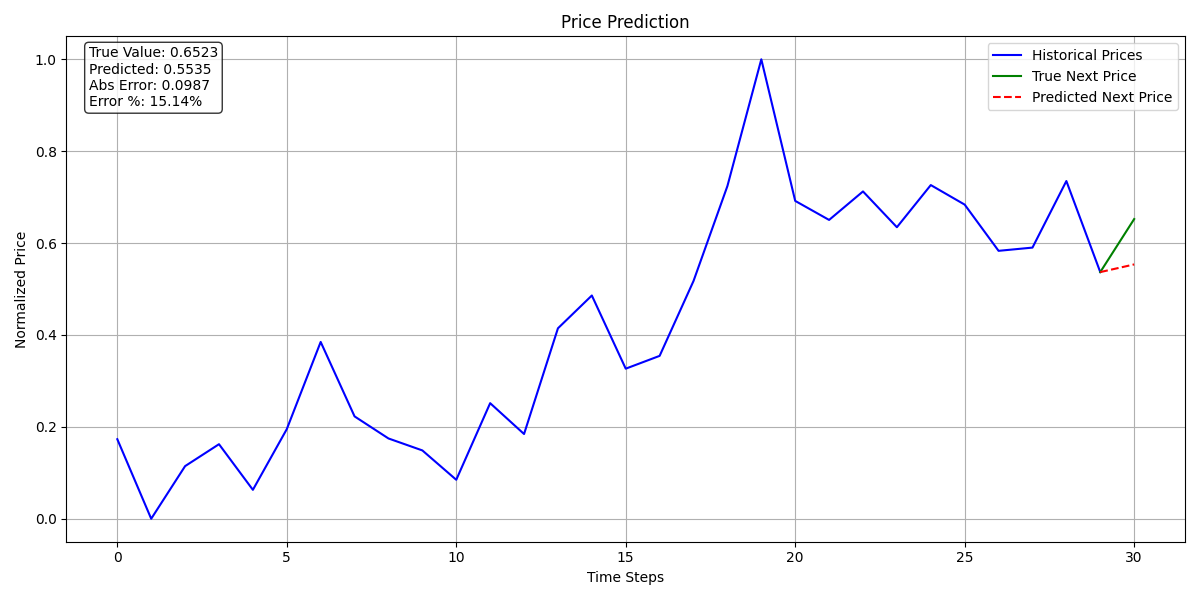 Price Prediction
True Value: 0.6523
Predicted: 0.5535
Abs Error: 0.0987
Error %: 15.14%
Historical Prices
True Next Price
Predicted Next Price
Normalized Price
1.0
0.8
0.6
0.4
0.2
0.0
0 5 10 15 20 25 30
Time Steps